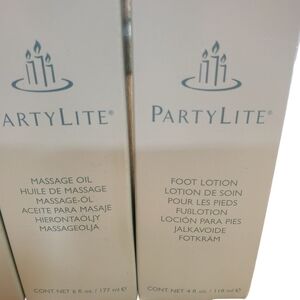 ARTYLITE®
MASSAGE OIL
HUILE DE MASSAGE
MASSAGE-ÖL
ACEITE PARA MASAJE
HIERONTAÖLJY
MASSAGEOLJA
CONT NET 6 fl. oz. / 177 ml ℮
PARTYLITE®
FOOT LOTION
LOTION DE SOIN
POUR LES PIEDS
FUßLOTION
LOCIÓN PARA PIES
JALKAVOIDE
FOTKRÄM
CONT NET 4 fl. oz. / 118 ml ℮